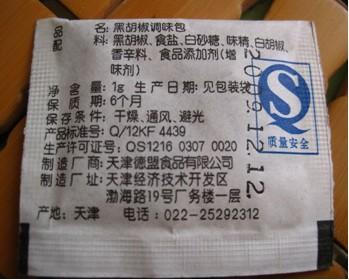 品名：黑胡椒调味包
配料：黑胡椒、食盐、白砂糖、味精、白胡椒、
香辛料、食品添加剂(增
味剂)
净含量：1g 生产日期：见包装袋
保质期：6个月
保存条件：干燥、通风、避光
产品标准号：Q/12KF 4439
生产许可证号：QS1216 0307 0020
制造厂商：天津德盟食品有限公司
制造厂址：天津经济技术开发区
渤海路19号厂务楼一层
产地：天津 电话：022-25292312
2009.12.12
质量安全